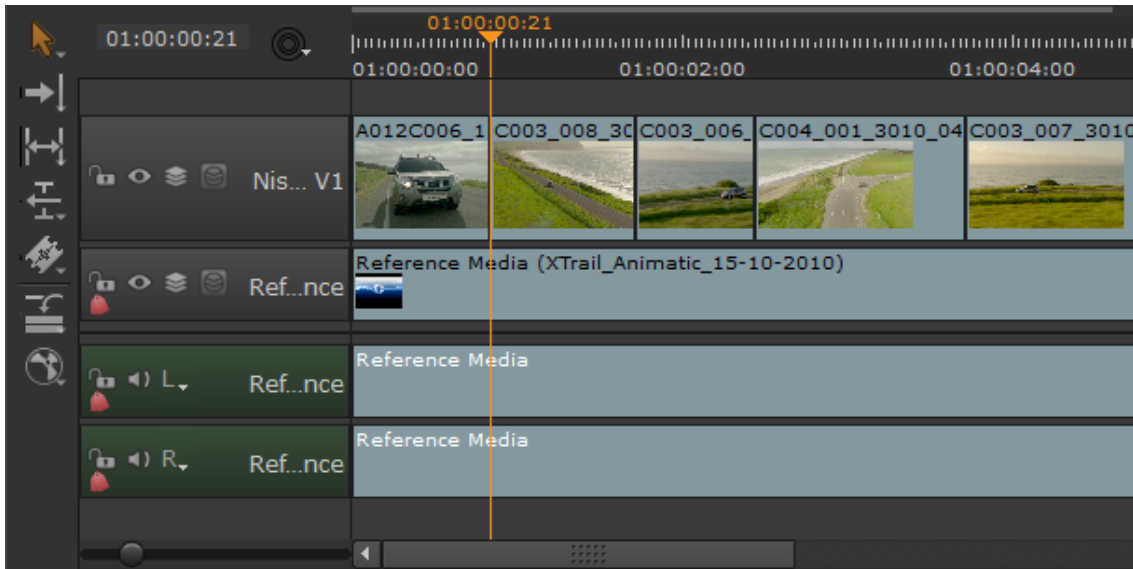 01:00:00:21
01:00:00:21
01:00:00:00 01:00:02:00 01:00:04:00
A012C006_1 C003_008_30 C003_006_ C004_001_3010_04 C003_007_3010
Nis... V1
Reference Media (XTrail_Animatic_15-10-2010)
Ref...nce
Reference Media
L Ref...nce
Reference Media
R Ref...nce